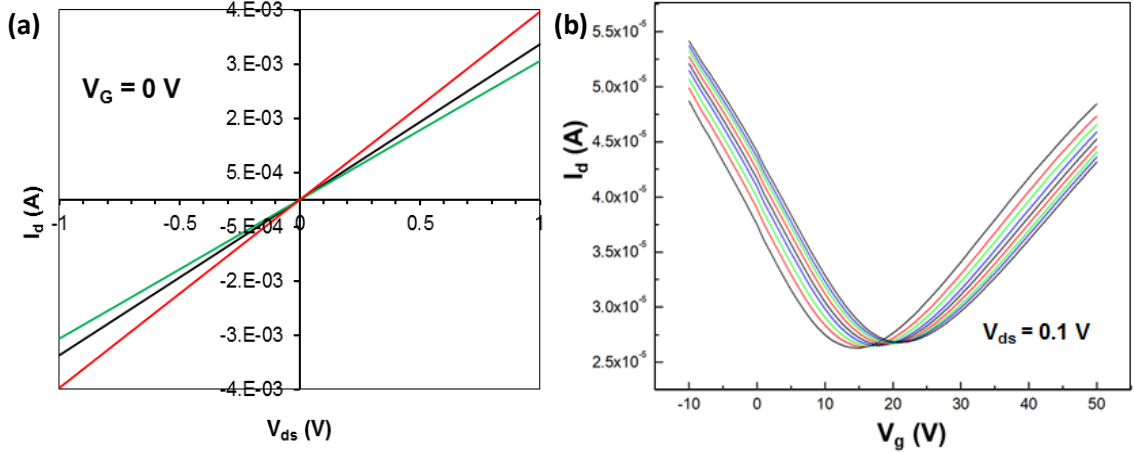 (a)
V_G = 0 V
4.E-03
3.E-03
2.E-03
5.E-04
-5.E-04
-2.E-03
-3.E-03
-4.E-03
-1
-0.5
0
0.5
1
I_d (A)
V_ds (V)
(b)
5.5x10⁻⁵
5.0x10⁻⁵
4.5x10⁻⁵
4.0x10⁻⁵
3.5x10⁻⁵
3.0x10⁻⁵
2.5x10⁻⁵
I_d (A)
V_ds = 0.1 V
-10
0
10
20
30
40
50
V_g (V)